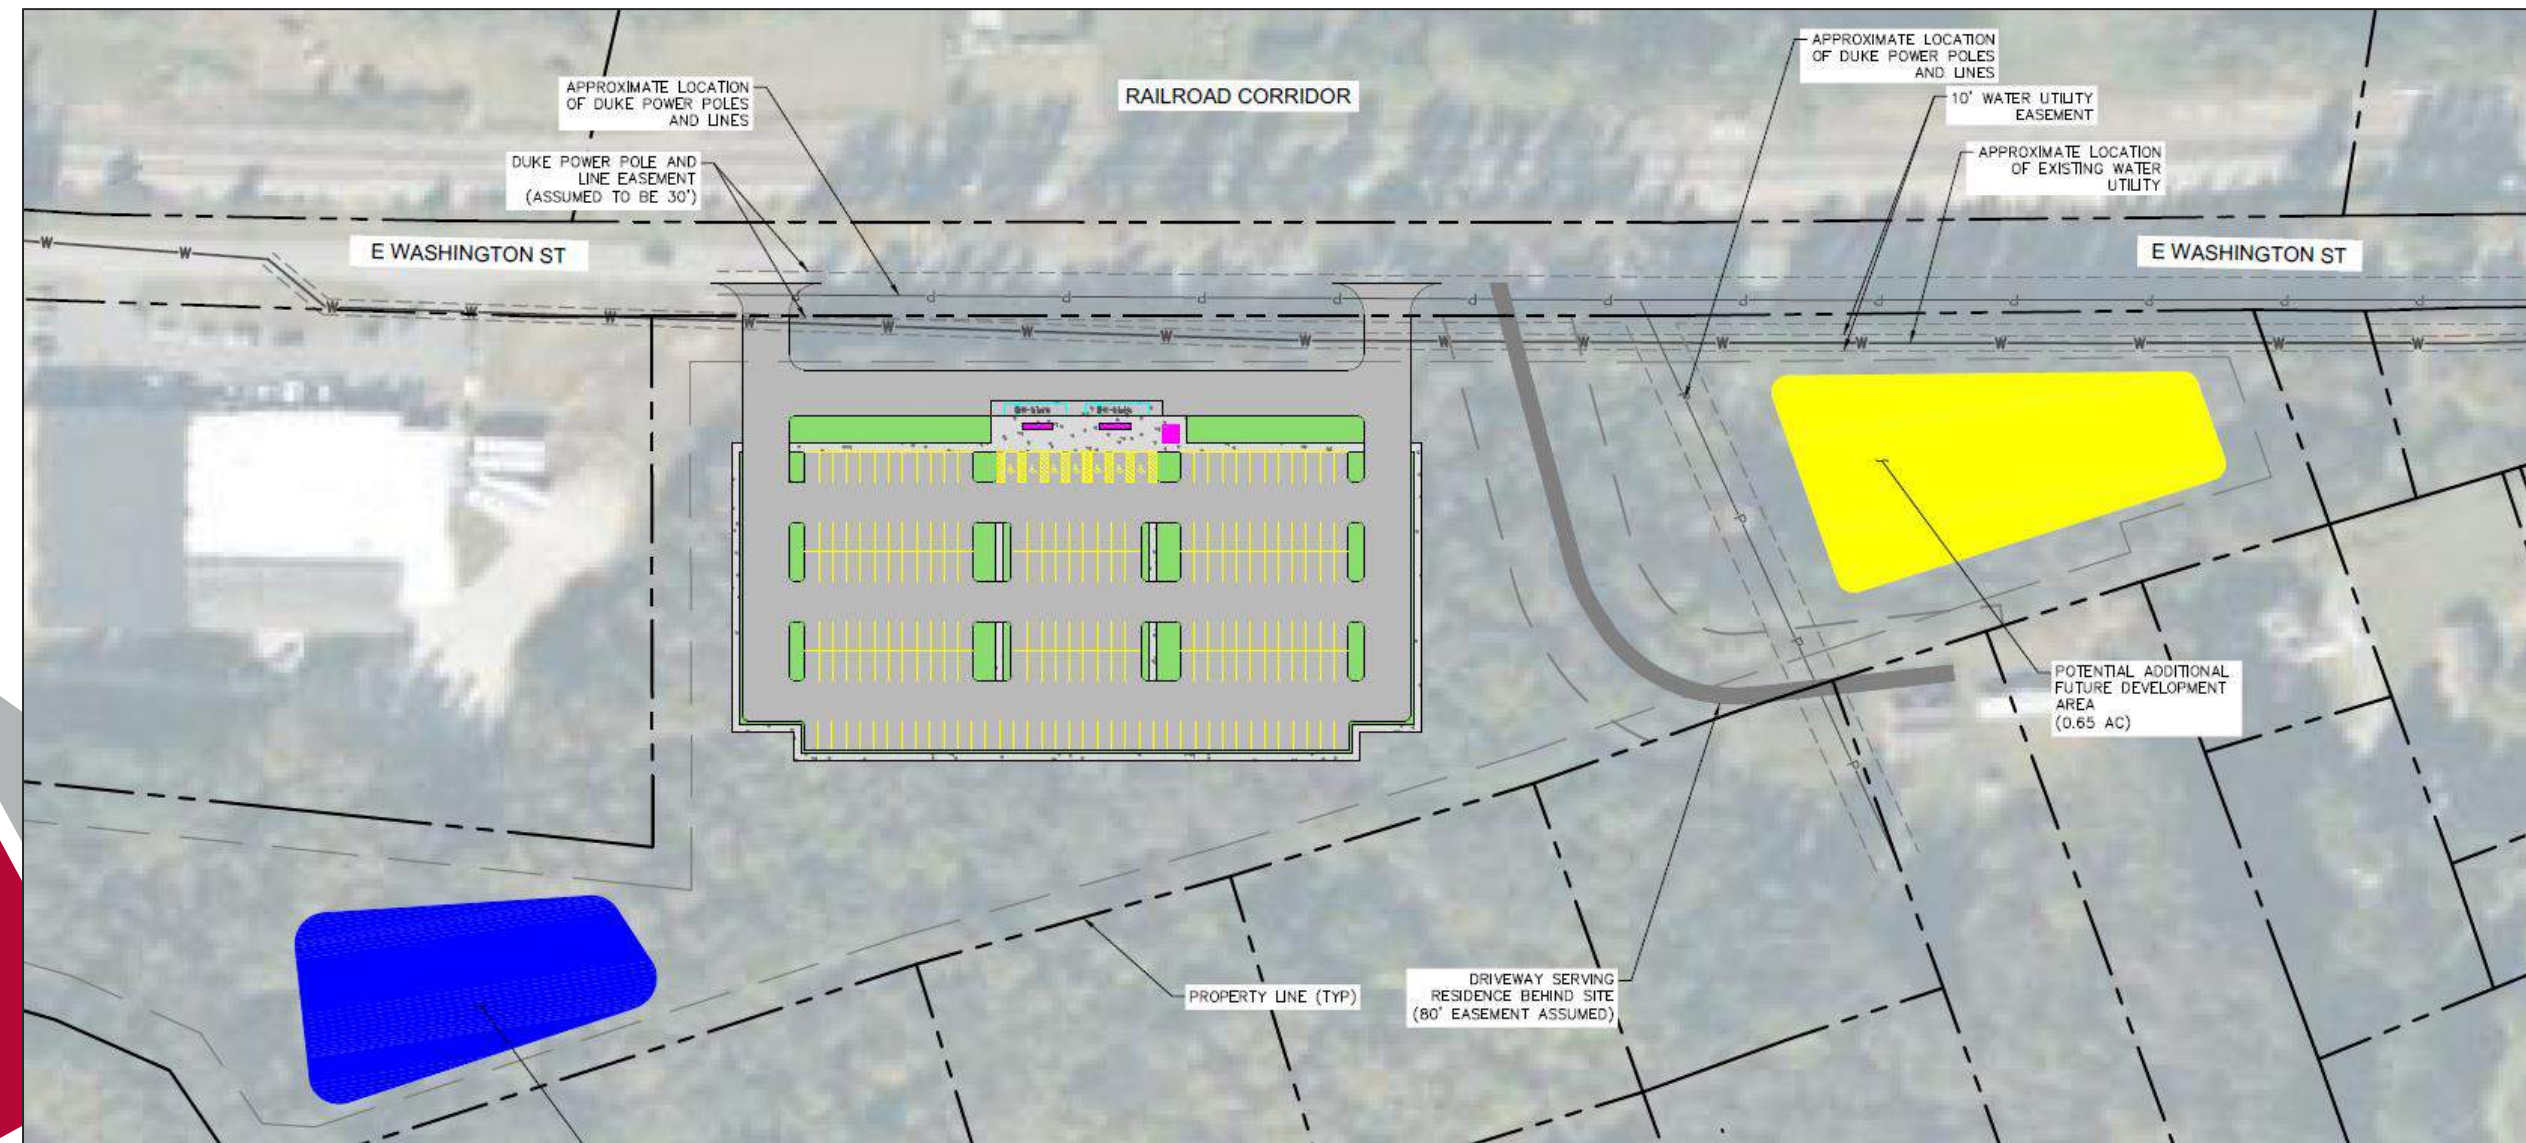 APPROXIMATE LOCATION
OF DUKE POWER POLES
AND LINES
RAILROAD CORRIDOR
APPROXIMATE LOCATION
OF DUKE POWER POLES
AND LINES
10' WATER UTILITY
EASEMENT
APPROXIMATE LOCATION
OF EXISTING WATER
UTILITY
DUKE POWER POLE AND
LINE EASEMENT
(ASSUMED TO BE 30')
E WASHINGTON ST
E WASHINGTON ST
POTENTIAL ADDITIONAL
FUTURE DEVELOPMENT
AREA
(0.65 AC)
PROPERTY LINE (TYP)
DRIVEWAY SERVING
RESIDENCE BEHIND SITE
(80' EASEMENT ASSUMED)